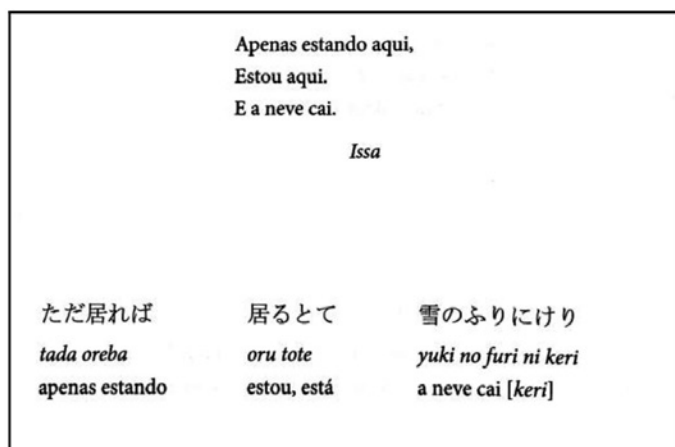 Apenas estando aqui,
Estou aqui.
E a neve cai.
Issa
ただ居れば 居るとて 雪のふりにけり
tada oreba oru tote yuki no furi ni keri
apenas estando estou, está a neve cai [keri]